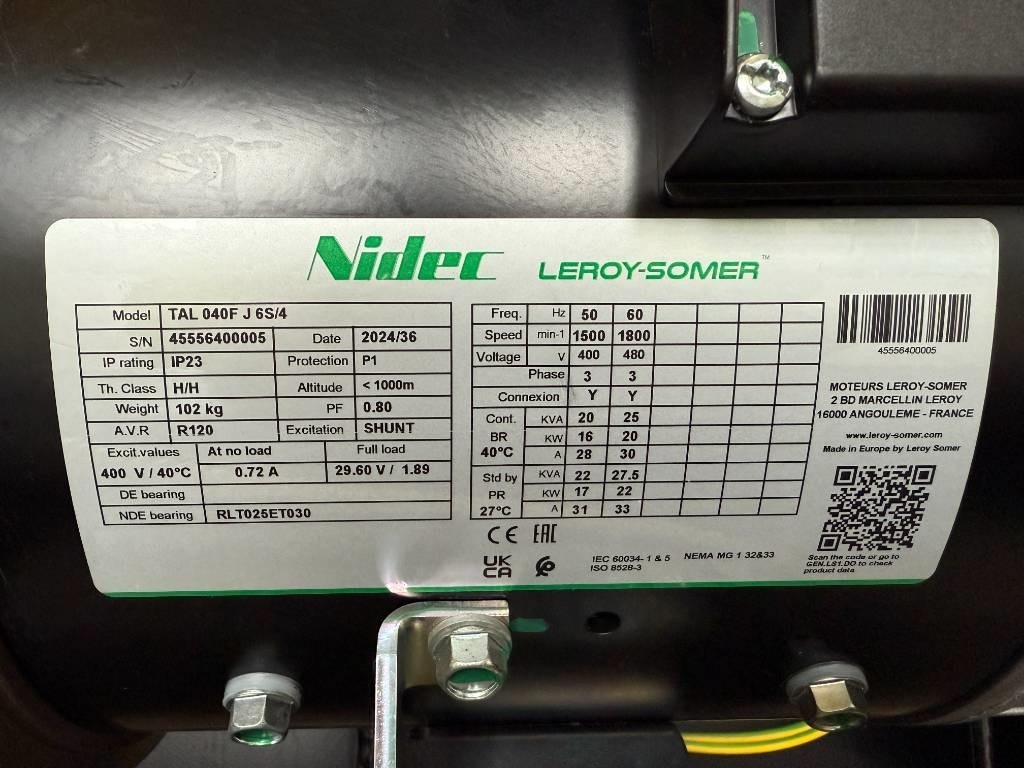 Nidec LEROY-SOMER™
Model TAL 040F J 6S/4
S/N 45556400005 Date 2024/36
IP rating IP23 Protection P1
Th. Class H/H Altitude < 1000m
Weight 102 kg PF 0.80
A.V.R R120 Excitation SHUNT
Excit.values At no load Full load
400 V / 40°C 0.72 A 29.60 V / 1.89
DE bearing
NDE bearing RLT025ET030
Freq. Hz 50 60
Speed min-1 1500 1800
Voltage V 400 480
Phase 3 3
Connexion Y Y
Cont. KVA 20 25
BR KW 16 20
40°C A 28 30
Std by KVA 22 27.5
PR KW 17 22
27°C A 31 33
CE EAC
UK
CA
IEC 60034- 1 & 5 NEMA MG 1 32&33
ISO 8528-3
45556400005
MOTEURS LEROY-SOMER
2 BD MARCELLIN LEROY
16000 ANGOULEME - FRANCE
www.leroy-somer.com
Made in Europe by Leroy Somer
Scan the code or go to
GEN.LS1.DO to check
product data